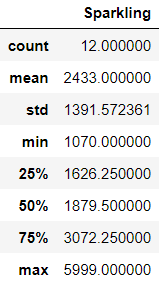 Sparkling
count 12.000000
mean 2433.000000
std 1391.572361
min 1070.000000
25% 1626.250000
50% 1879.500000
75% 3072.250000
max 5999.000000